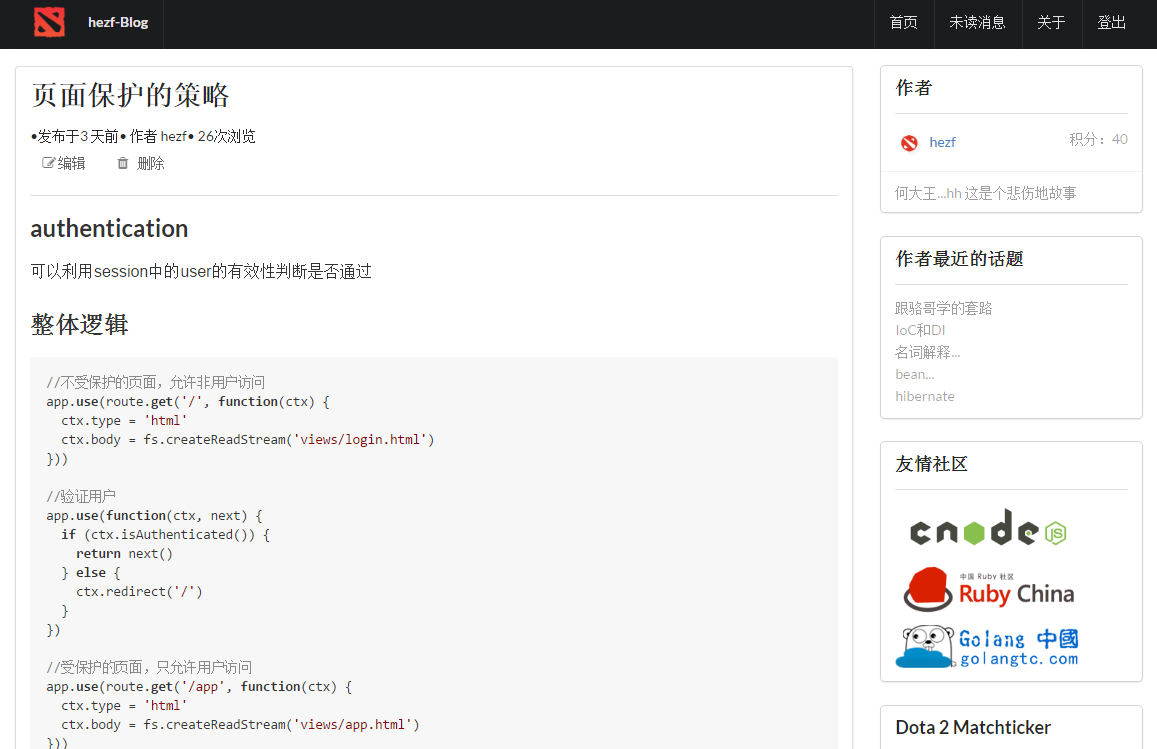 hezf-Blog
首页
未读消息
关于
登出
页面保护的策略
•发布于3 天前• 作者 hezf• 26次浏览
编辑
删除
authentication
可以利用session中的user的有效性判断是否通过
整体逻辑
//不受保护的页面，允许非用户访问
app.use(route.get('/', function(ctx) {
  ctx.type = 'html'
  ctx.body = fs.createReadStream('views/login.html')
}))
//验证用户
app.use(function(ctx, next) {
  if (ctx.isAuthenticated()) {
    return next()
  } else {
    ctx.redirect('/')
  }
})
//受保护的页面，只允许用户访问
app.use(route.get('/app', function(ctx) {
  ctx.type = 'html'
  ctx.body = fs.createReadStream('views/app.html')
}))
作者
hezf
积分：40
何大王...hh 这是个悲伤地故事
作者最近的话题
跟骆哥学的套路
IoC和DI
名词解释...
bean...
hibernate
友情社区
cnode JS
中国 Ruby 社区
Ruby China
Golang 中國
golangtc.com
Dota 2 Matchticker